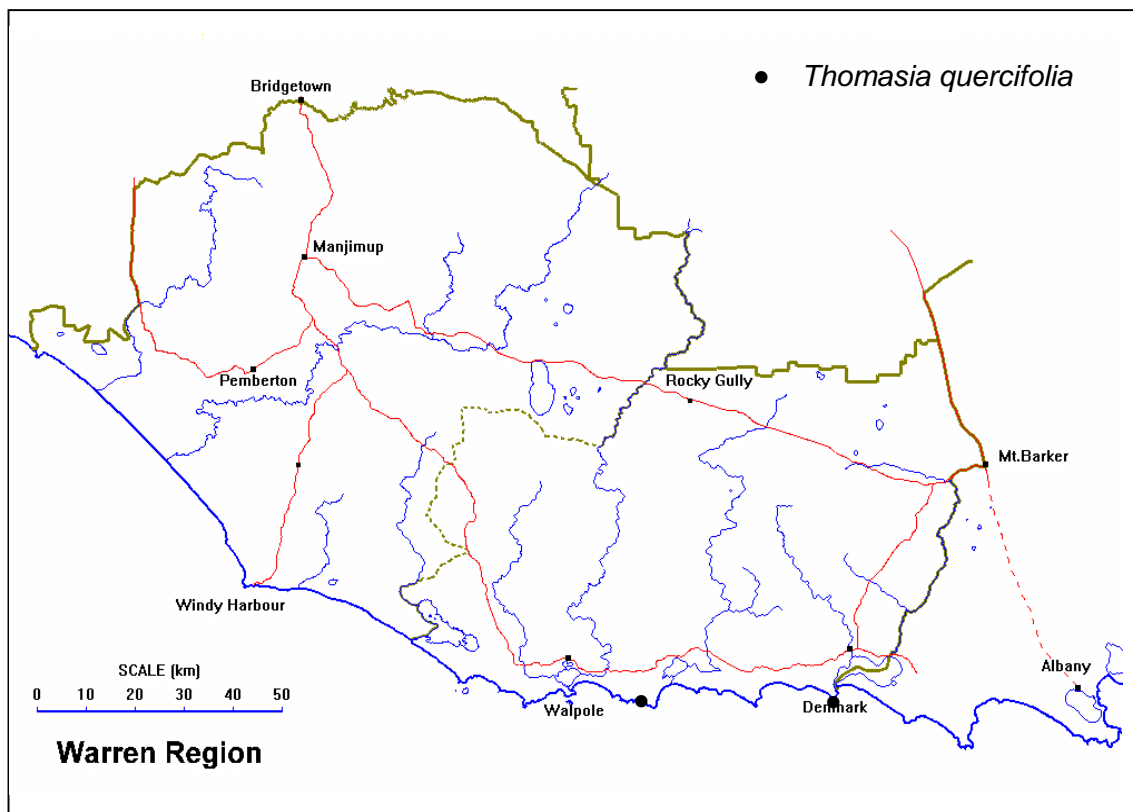 Bridgetown
Thomasia quercifolia
Manjimup
Pemberton
Rocky Gully
Mt.Barker
Windy Harbour
SCALE [km]
0 10 20 30 40 50
Albany
Walpole
Denmark
Warren Region